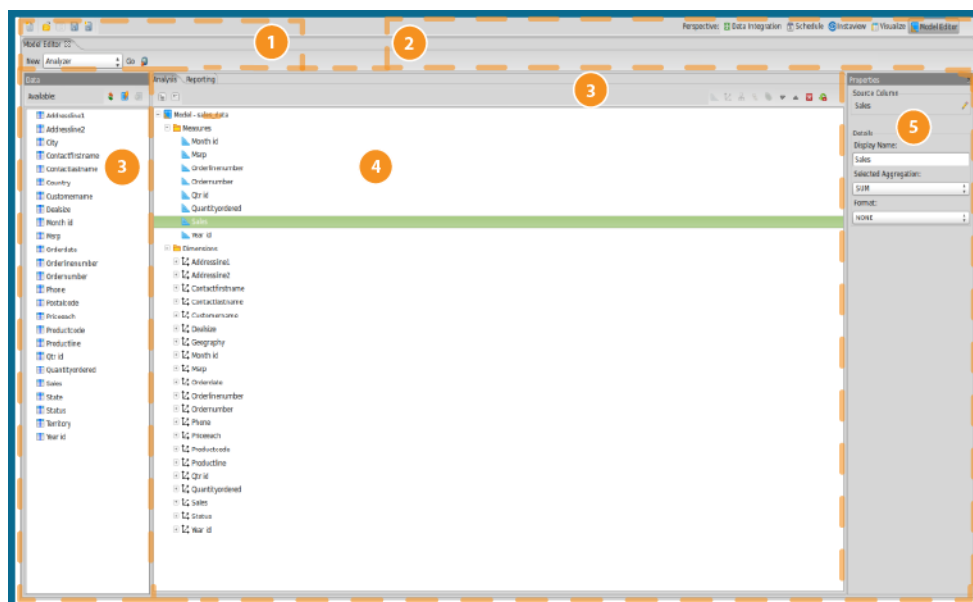 Perspective: Data Integration Schedule Instaview Visualize Model Editor
1
2
Model Editor
New Analyzer Go
Data
Analysis Reporting
Properties
Available:
3
Source Column
Sales
Model - sales data
Addressline1
Measures
Addressline2
Month id
5
City
Msrp
Details
Contactfirstname
Display Name:
3
4
Contactlastname
Orderlinenumber
Sales
Country
Ordernumber
Selected Aggregation:
Customername
Qtr id
SUM
Dealsize
Quantityordered
Format:
Month id
Sales
NONE
Msrp
Year id
Orderdate
Dimensions
Orderlinenumber
Addressline1
Ordernumber
Addressline2
Phone
Contactfirstname
Postalcode
Contactlastname
Priceeach
Customername
Productcode
Dealsize
Productline
Geography
Qtr id
Month id
Quantityordered
Msrp
Sales
Orderdate
State
Orderlinenumber
Status
Ordernumber
Territory
Phone
Year id
Priceeach
Productcode
Productline
Qtr id
Quantityordered
Sales
Status
Year id